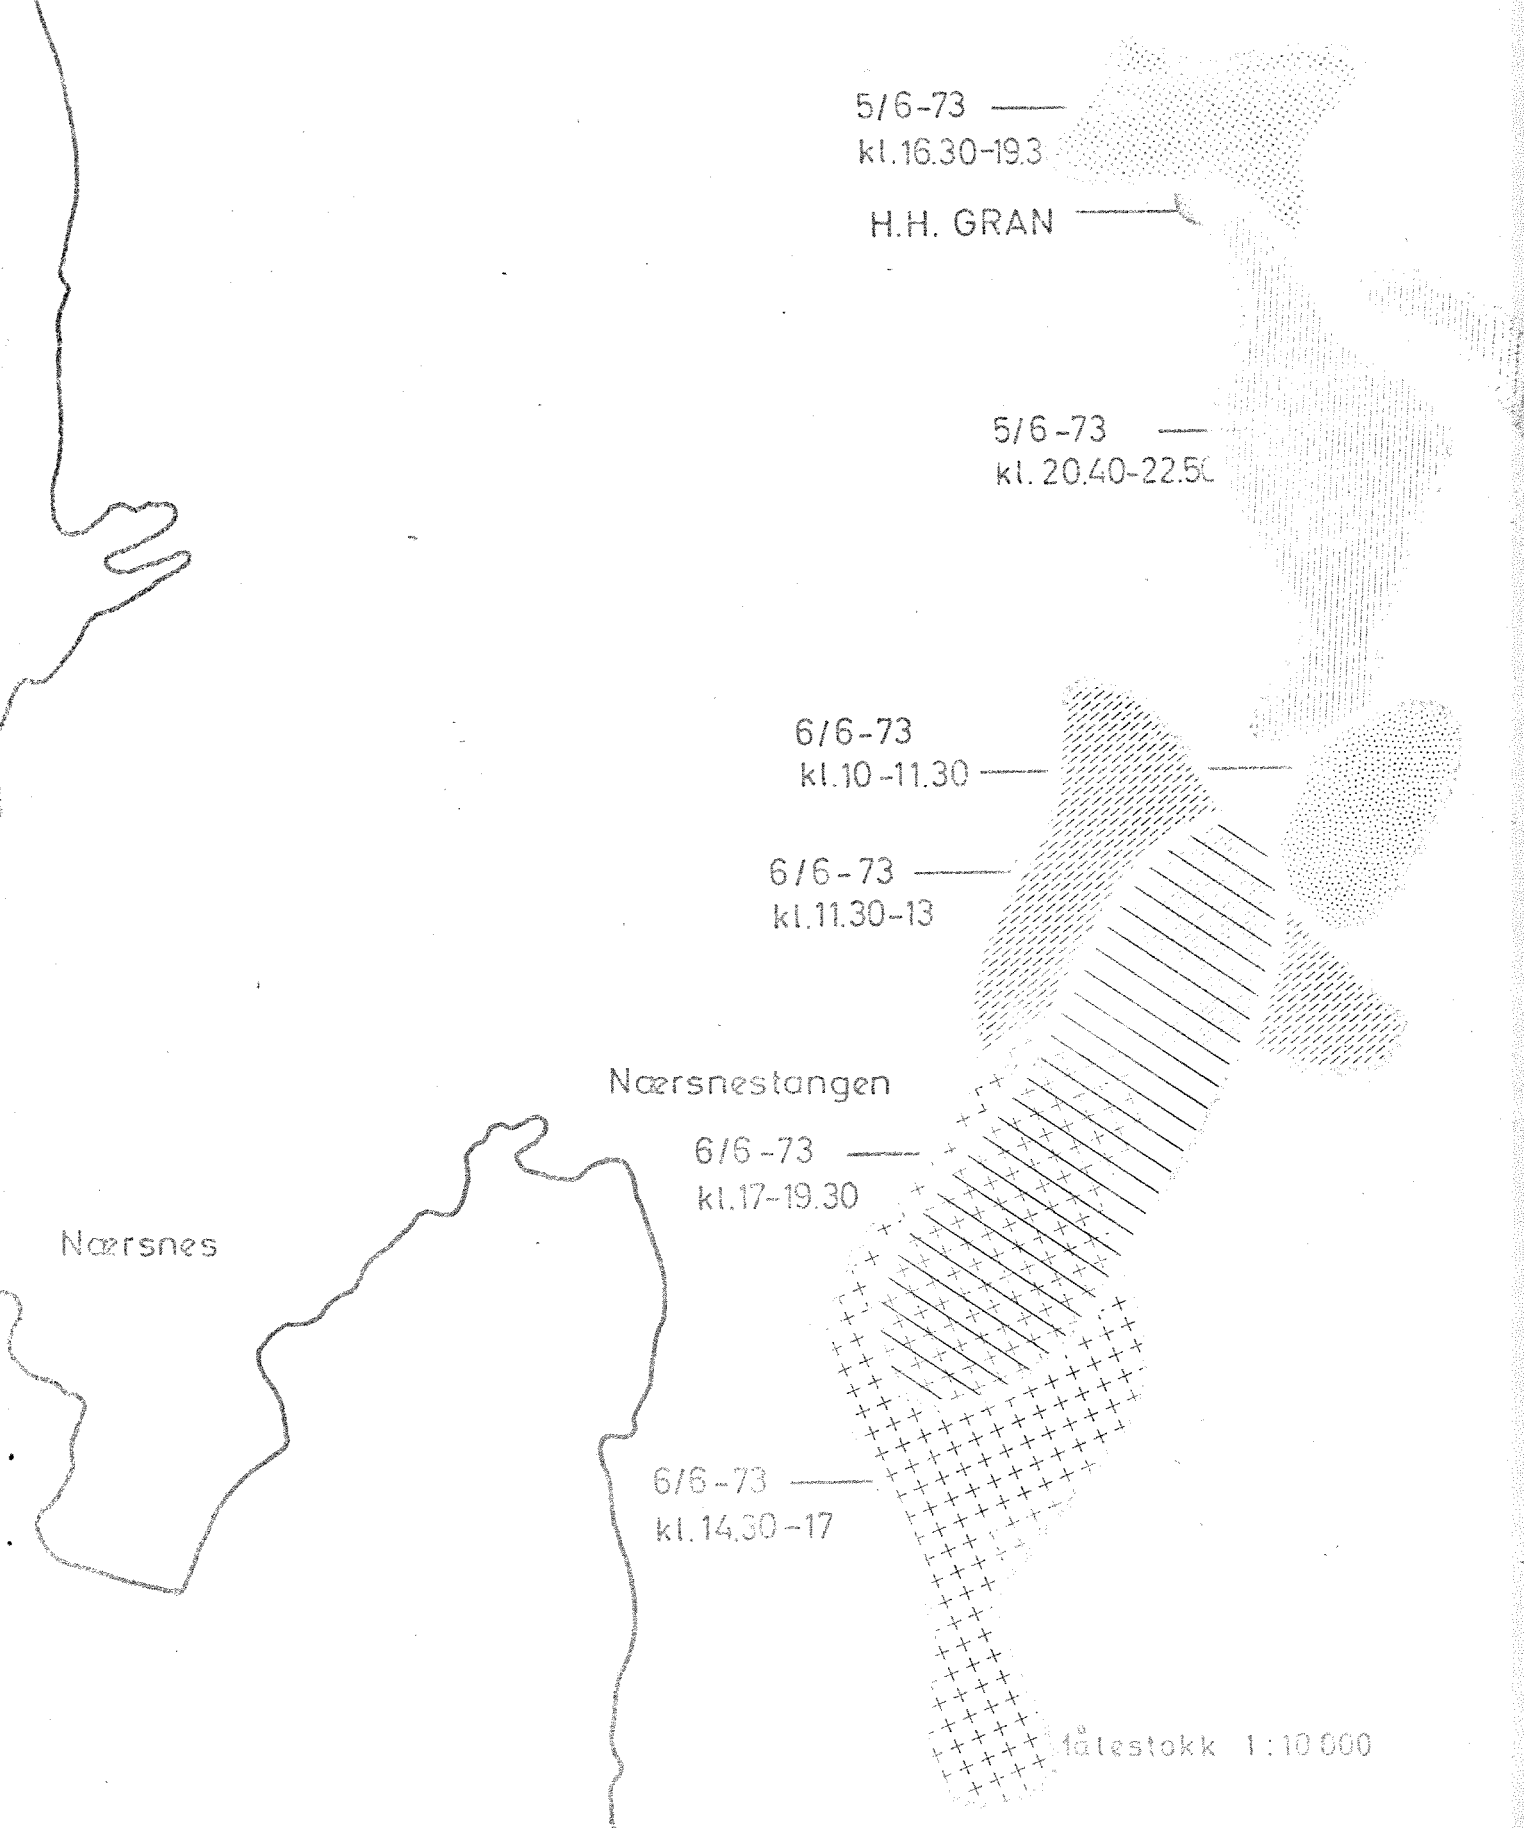 5/6-73
kl.16.30-19.3
H.H. GRAN
5/6-73
kl. 20.40-22.50
6/6-73
kl.10-11.30
6/6-73
kl.11.30-13
Nærsnestangen
6/6-73
kl.17-19.30
Nærsnes
6/6-73
kl.14.30-17
Målestokk 1:10 000